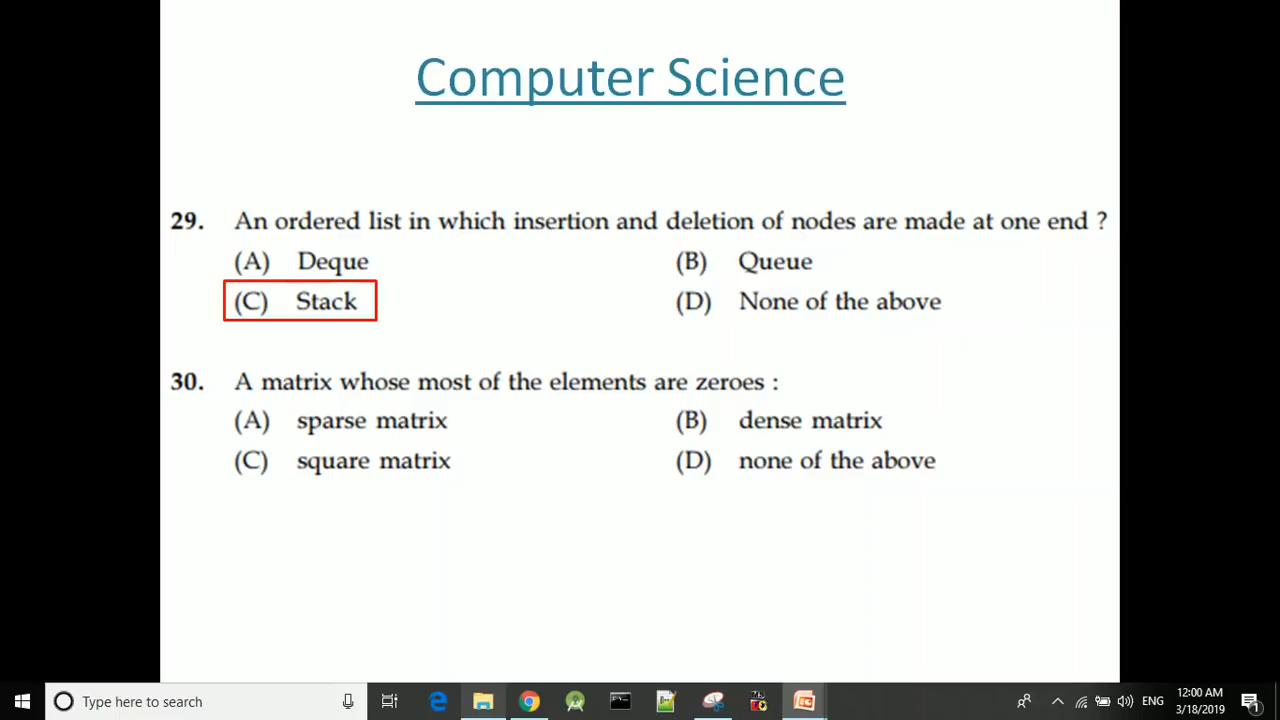 Computer Science
29. An ordered list in which insertion and deletion of nodes are made at one end ?
(A) Deque (B) Queue
(C) Stack (D) None of the above
30. A matrix whose most of the elements are zeroes :
(A) sparse matrix (B) dense matrix
(C) square matrix (D) none of the above
Type here to search
ENG
12:00 AM
3/18/2019